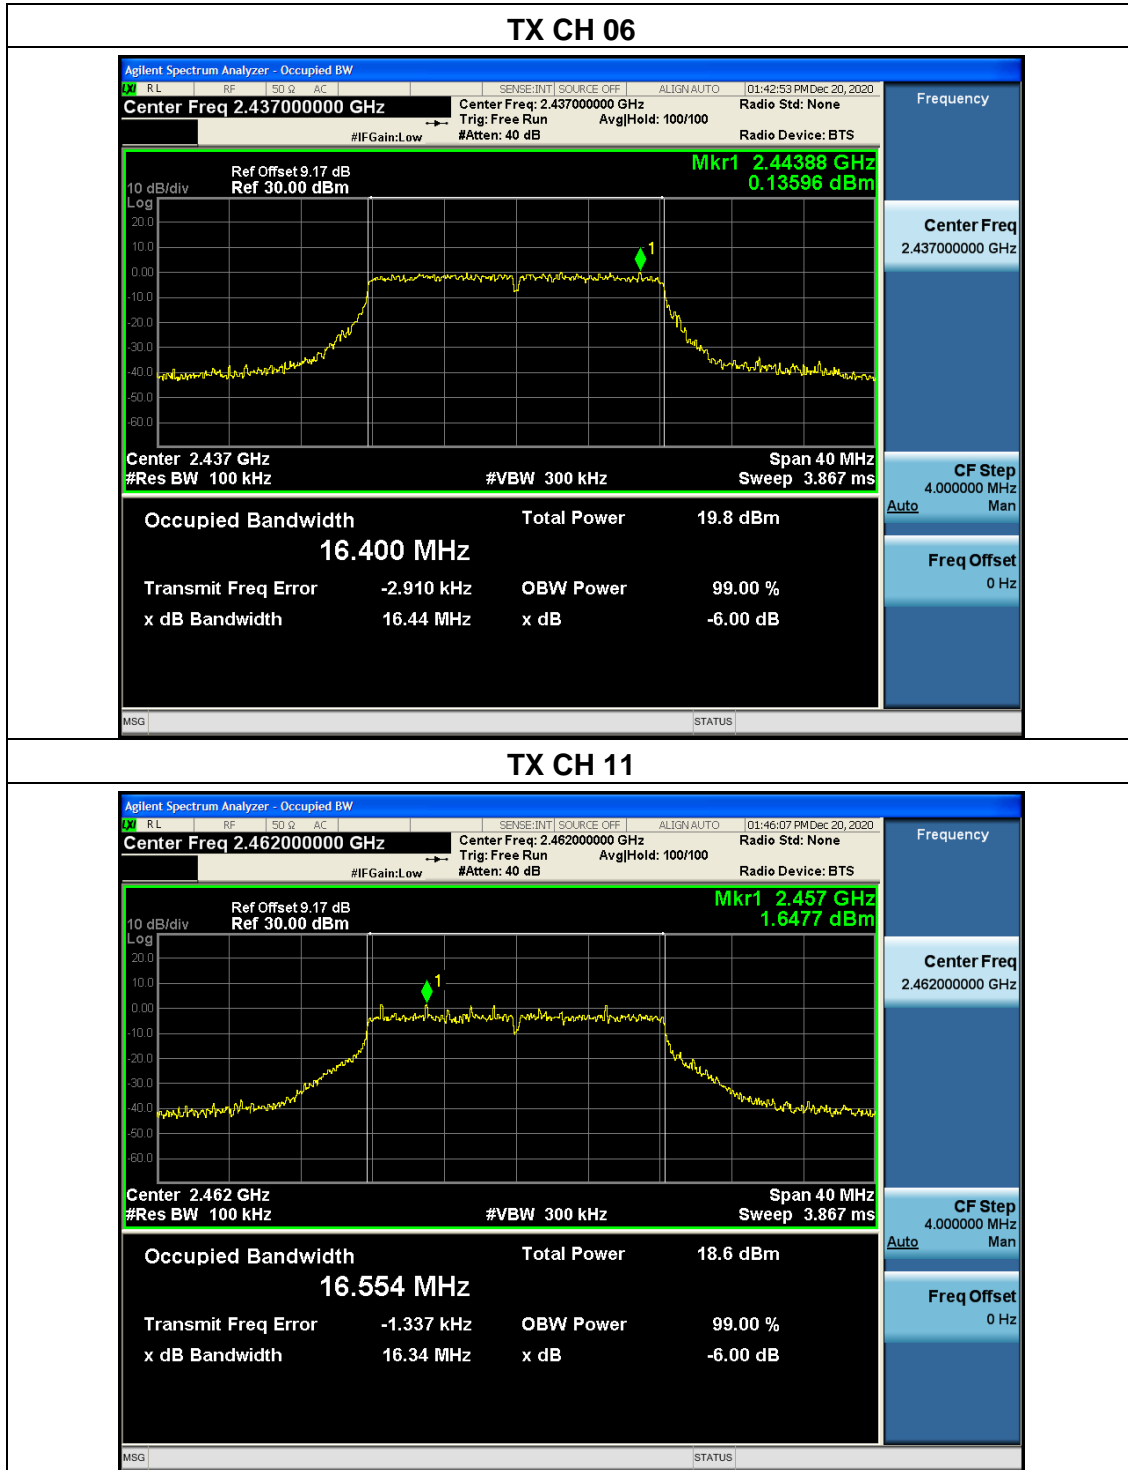 TX CH 06
Agilent Spectrum Analyzer - Occupied BW
LXI RL RF 50 Ω AC SENSE:INT SOURCE OFF ALIGN AUTO 01:42:53 PM Dec 20, 2020
Center Freq 2.437000000 GHz
Center Freq: 2.437000000 GHz Radio Std: None
Trig: Free Run Avg|Hold: 100/100
#IFGain:Low #Atten: 40 dB Radio Device: BTS
Frequency
Mkr1 2.44388 GHz
0.13596 dBm
Ref Offset 9.17 dB
10 dB/div Ref 30.00 dBm
Log
20.0
10.0
0.00
-10.0
-20.0
-30.0
-40.0
-50.0
-60.0
1
Center Freq
2.437000000 GHz
Center 2.437 GHz Span 40 MHz
#Res BW 100 kHz #VBW 300 kHz Sweep 3.867 ms
CF Step
4.000000 MHz
Auto Man
Occupied Bandwidth Total Power 19.8 dBm
16.400 MHz
Transmit Freq Error -2.910 kHz OBW Power 99.00 %
x dB Bandwidth 16.44 MHz x dB -6.00 dB
Freq Offset
0 Hz
MSG STATUS
TX CH 11
Agilent Spectrum Analyzer - Occupied BW
LXI RL RF 50 Ω AC SENSE:INT SOURCE OFF ALIGN AUTO 01:46:07 PM Dec 20, 2020
Center Freq 2.462000000 GHz
Center Freq: 2.462000000 GHz Radio Std: None
Trig: Free Run Avg|Hold: 100/100
#IFGain:Low #Atten: 40 dB Radio Device: BTS
Frequency
Mkr1 2.457 GHz
1.6477 dBm
Ref Offset 9.17 dB
10 dB/div Ref 30.00 dBm
Log
20.0
10.0
0.00
-10.0
-20.0
-30.0
-40.0
-50.0
-60.0
1
Center Freq
2.462000000 GHz
Center 2.462 GHz Span 40 MHz
#Res BW 100 kHz #VBW 300 kHz Sweep 3.867 ms
CF Step
4.000000 MHz
Auto Man
Occupied Bandwidth Total Power 18.6 dBm
16.554 MHz
Transmit Freq Error -1.337 kHz OBW Power 99.00 %
x dB Bandwidth 16.34 MHz x dB -6.00 dB
Freq Offset
0 Hz
MSG STATUS